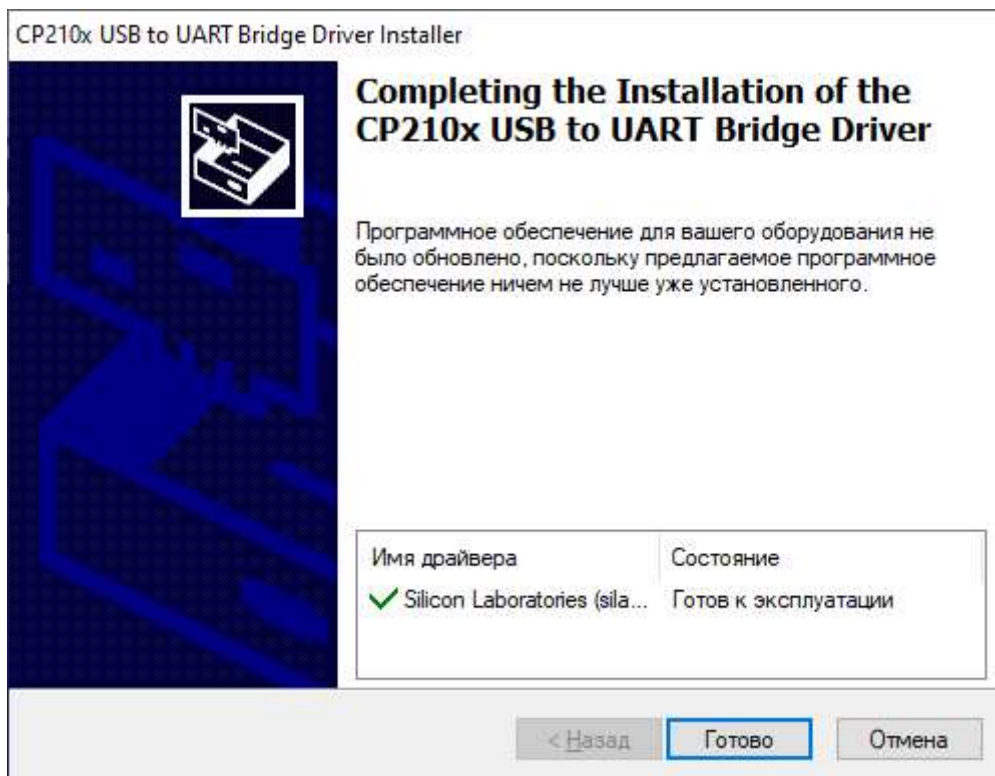 CP210x USB to UART Bridge Driver Installer
Completing the Installation of the
CP210x USB to UART Bridge Driver
Программное обеспечение для вашего оборудования не
было обновлено, поскольку предлагаемое программное
обеспечение ничем не лучше уже установленного.
Имя драйвера Состояние
Silicon Laboratories (sila... Готов к эксплуатации
< Назад Готово Отмена